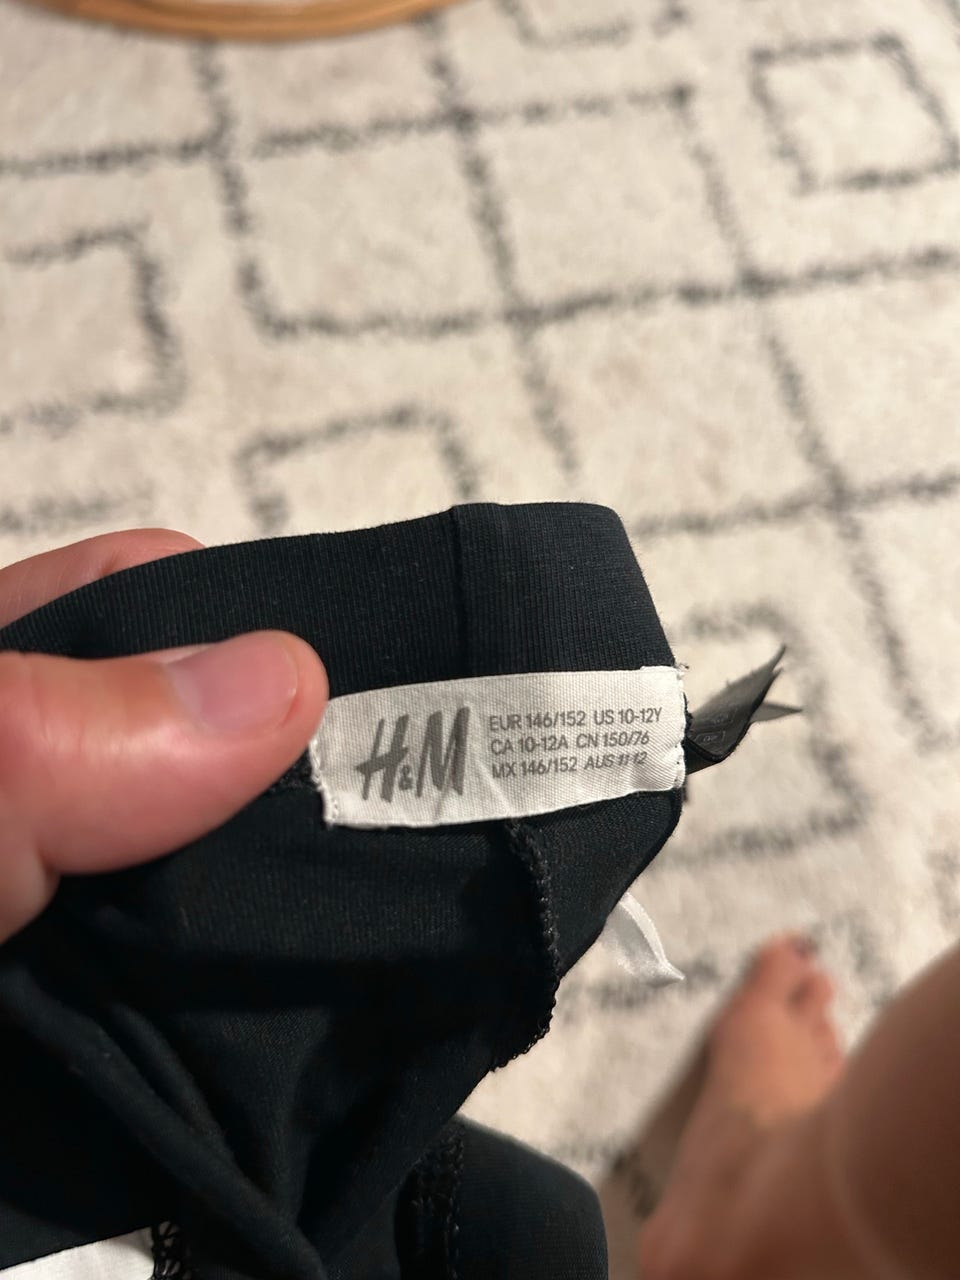 H&M
EUR 146/152 US 10-12Y
CA 10-12A CN 150/76
MX 146/152 AUS 11-12